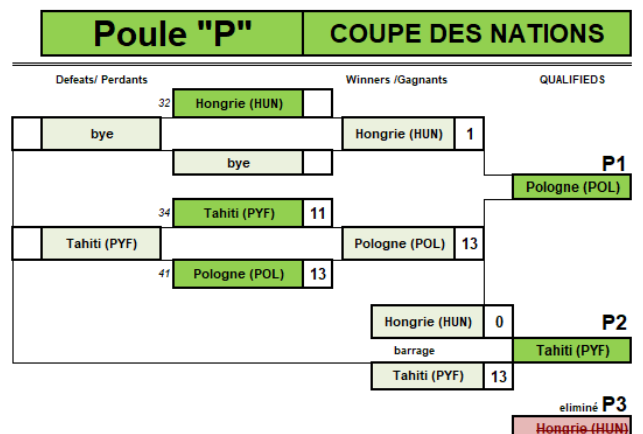 Poule "P" COUPE DES NATIONS
Defeats/ Perdants Winners /Gagnants QUALIFIEDS
32 Hongrie (HUN)
bye Hongrie (HUN) 1
bye P1
Pologne (POL)
34 Tahiti (PYF) 11
Tahiti (PYF) Pologne (POL) 13
41 Pologne (POL) 13
Hongrie (HUN) 0 P2
barrage Tahiti (PYF)
Tahiti (PYF) 13
eliminé P3
Hongrie (HUN)